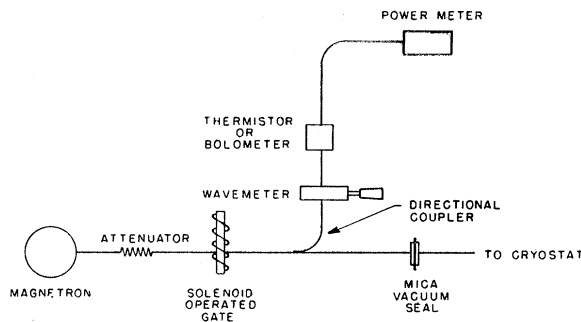 POWER METER
THERMISTOR
OR
BOLOMETER
WAVEMETER
DIRECTIONAL
COUPLER
ATTENUATOR
TO CRYOSTAT
MAGNETRON
SOLENOID
OPERATED
GATE
MICA
VACUUM
SEAL